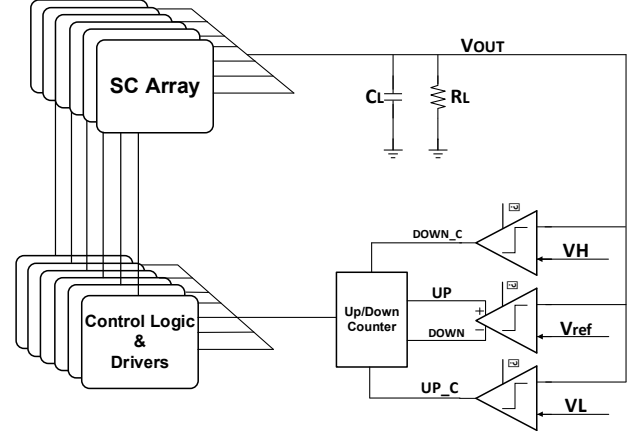 SC Array
VOUT
CL
RL
DOWN_C
VH
Up/Down
Counter
UP
DOWN
+
−
Vref
UP_C
VL
Control Logic
&
Drivers